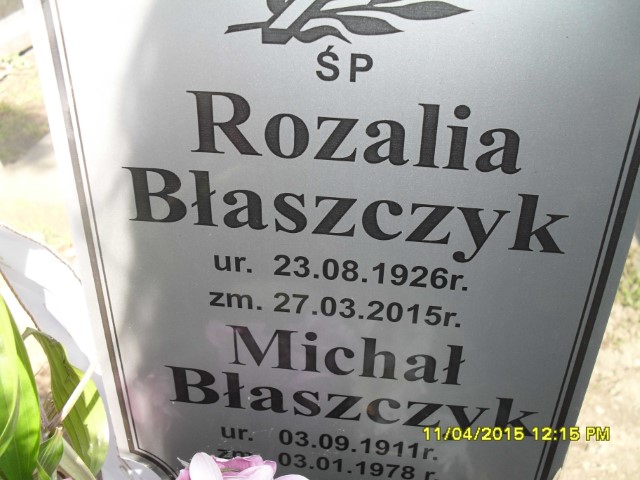 ŚP
Rozalia
Błaszczyk
ur. 23.08.1926r.
zm. 27.03.2015r.
Michał
Błaszczyk
ur. 03.09.1911r.
zm. 03.01.1978 r.
11/04/2015 12:15 PM